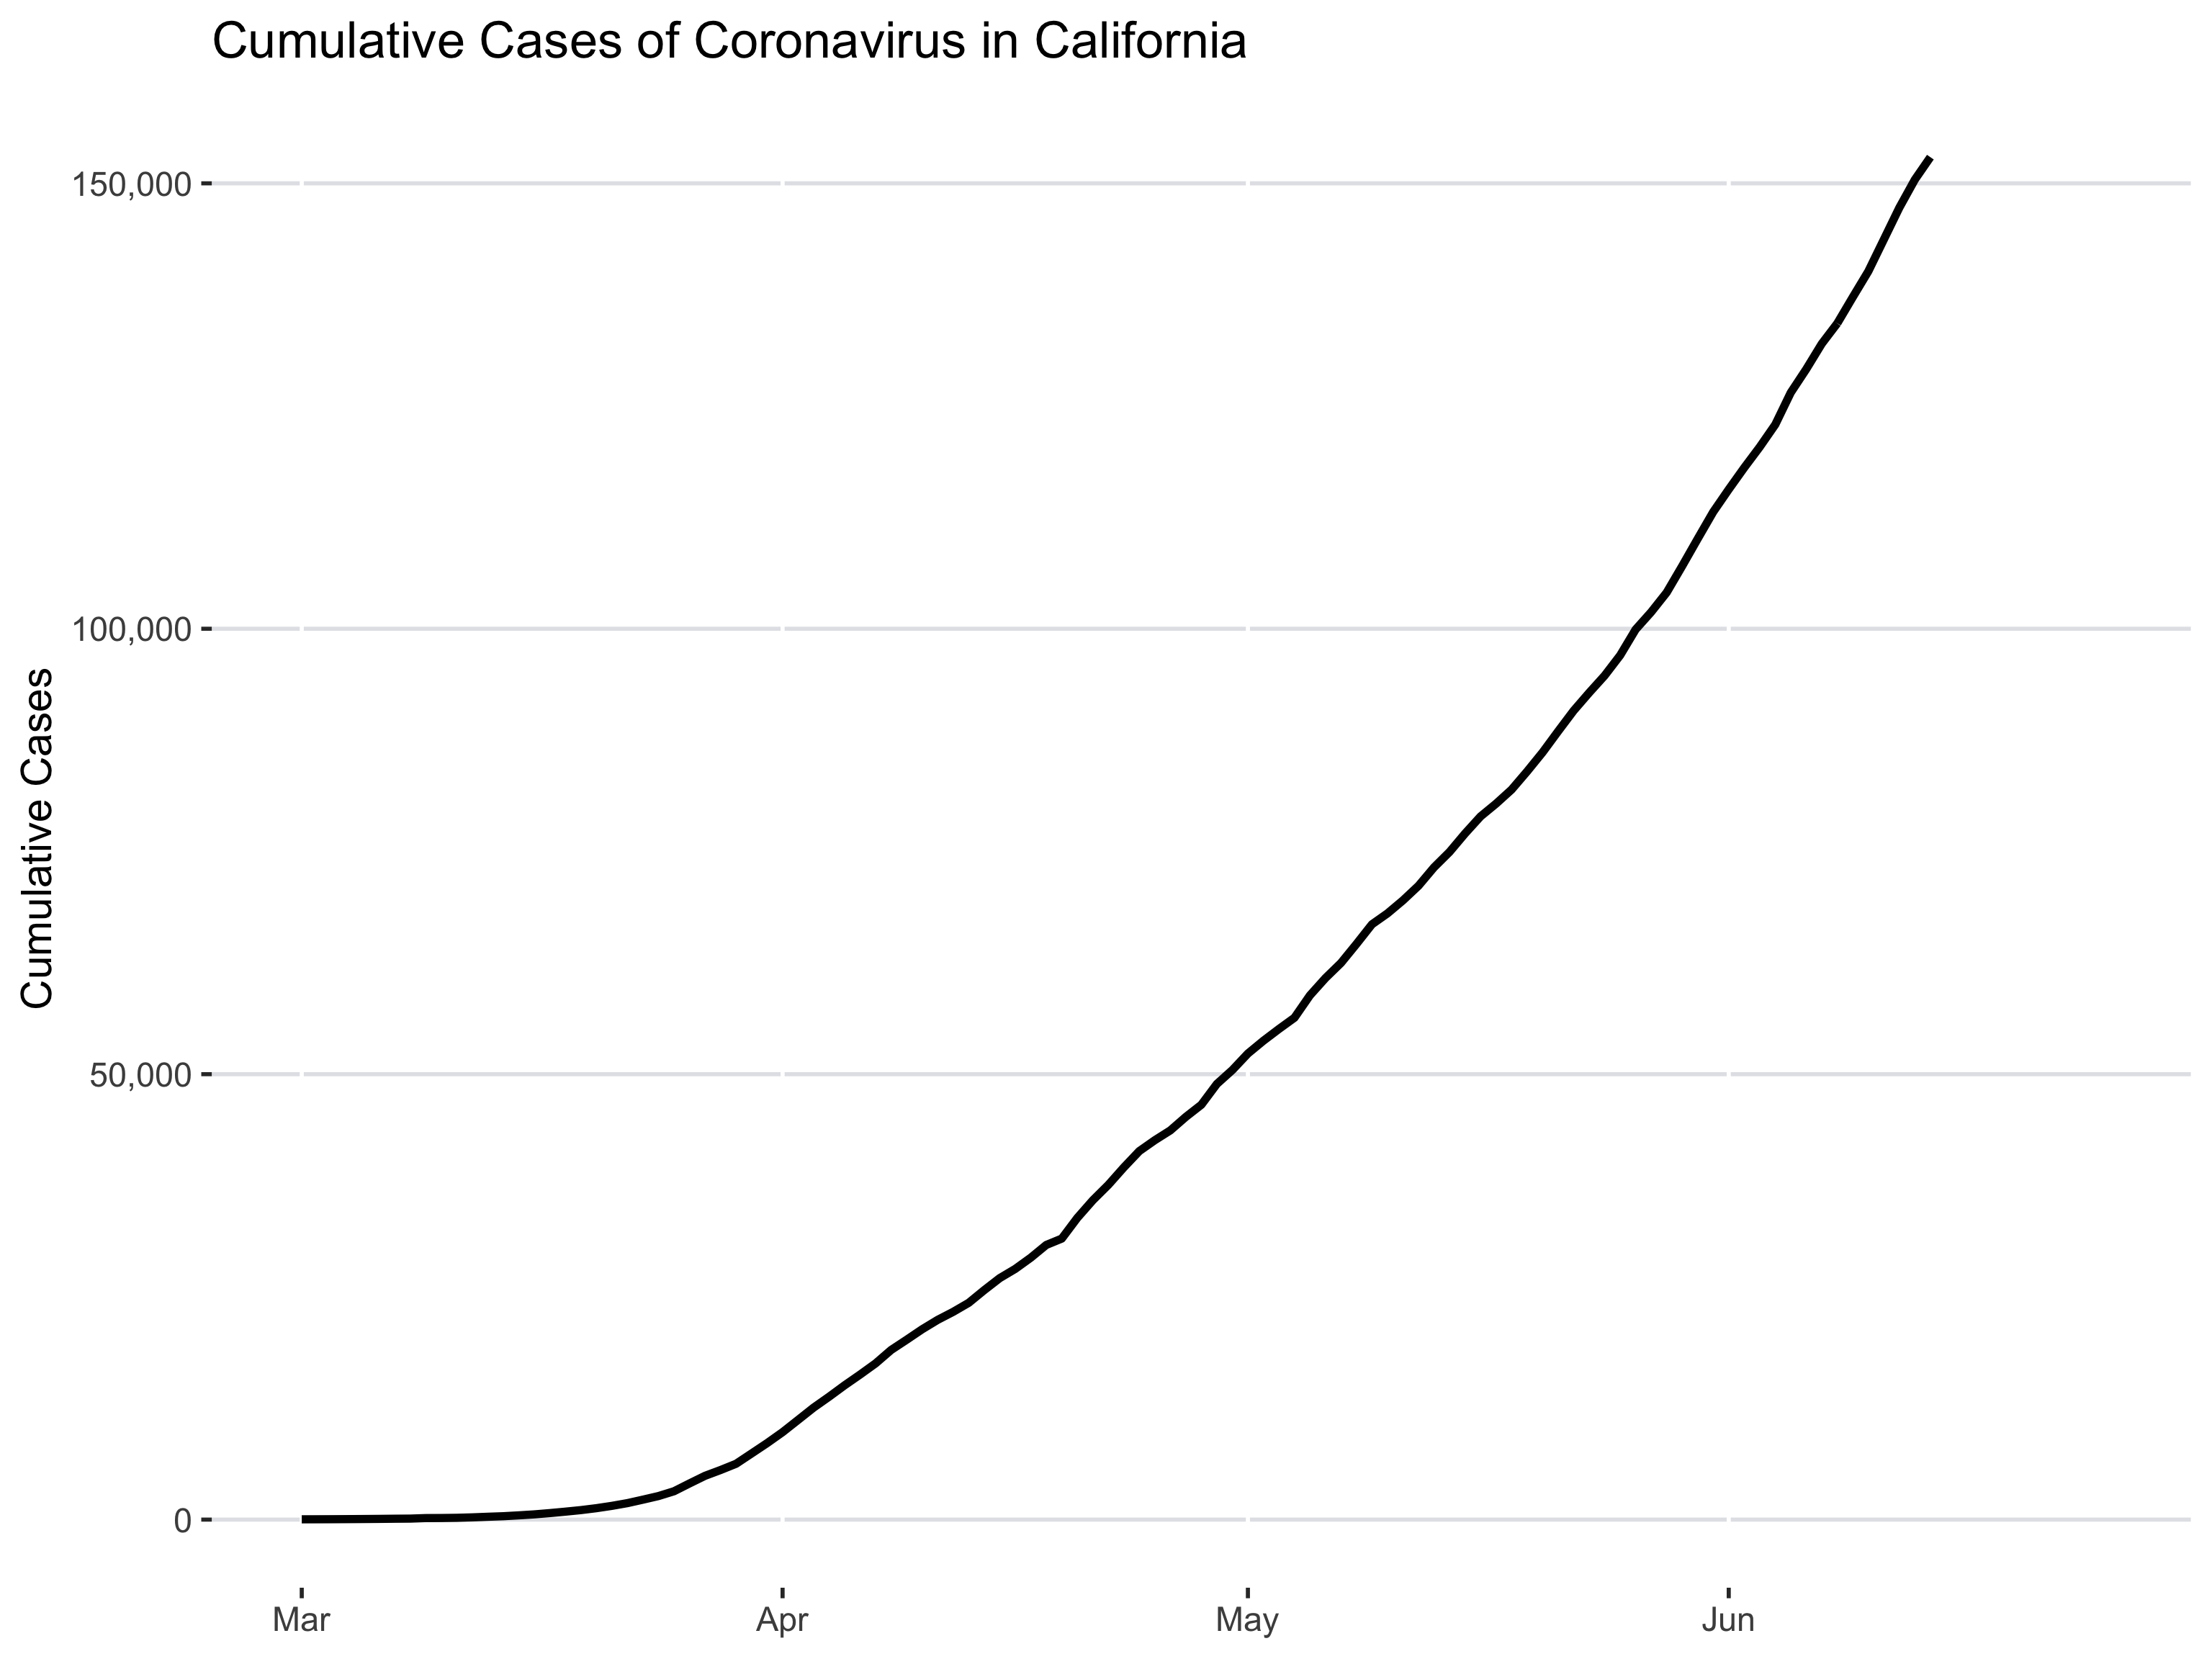 Cumulative Cases of Coronavirus in California
Cumulative Cases
150,000
100,000
50,000
0
Mar
Apr
May
Jun